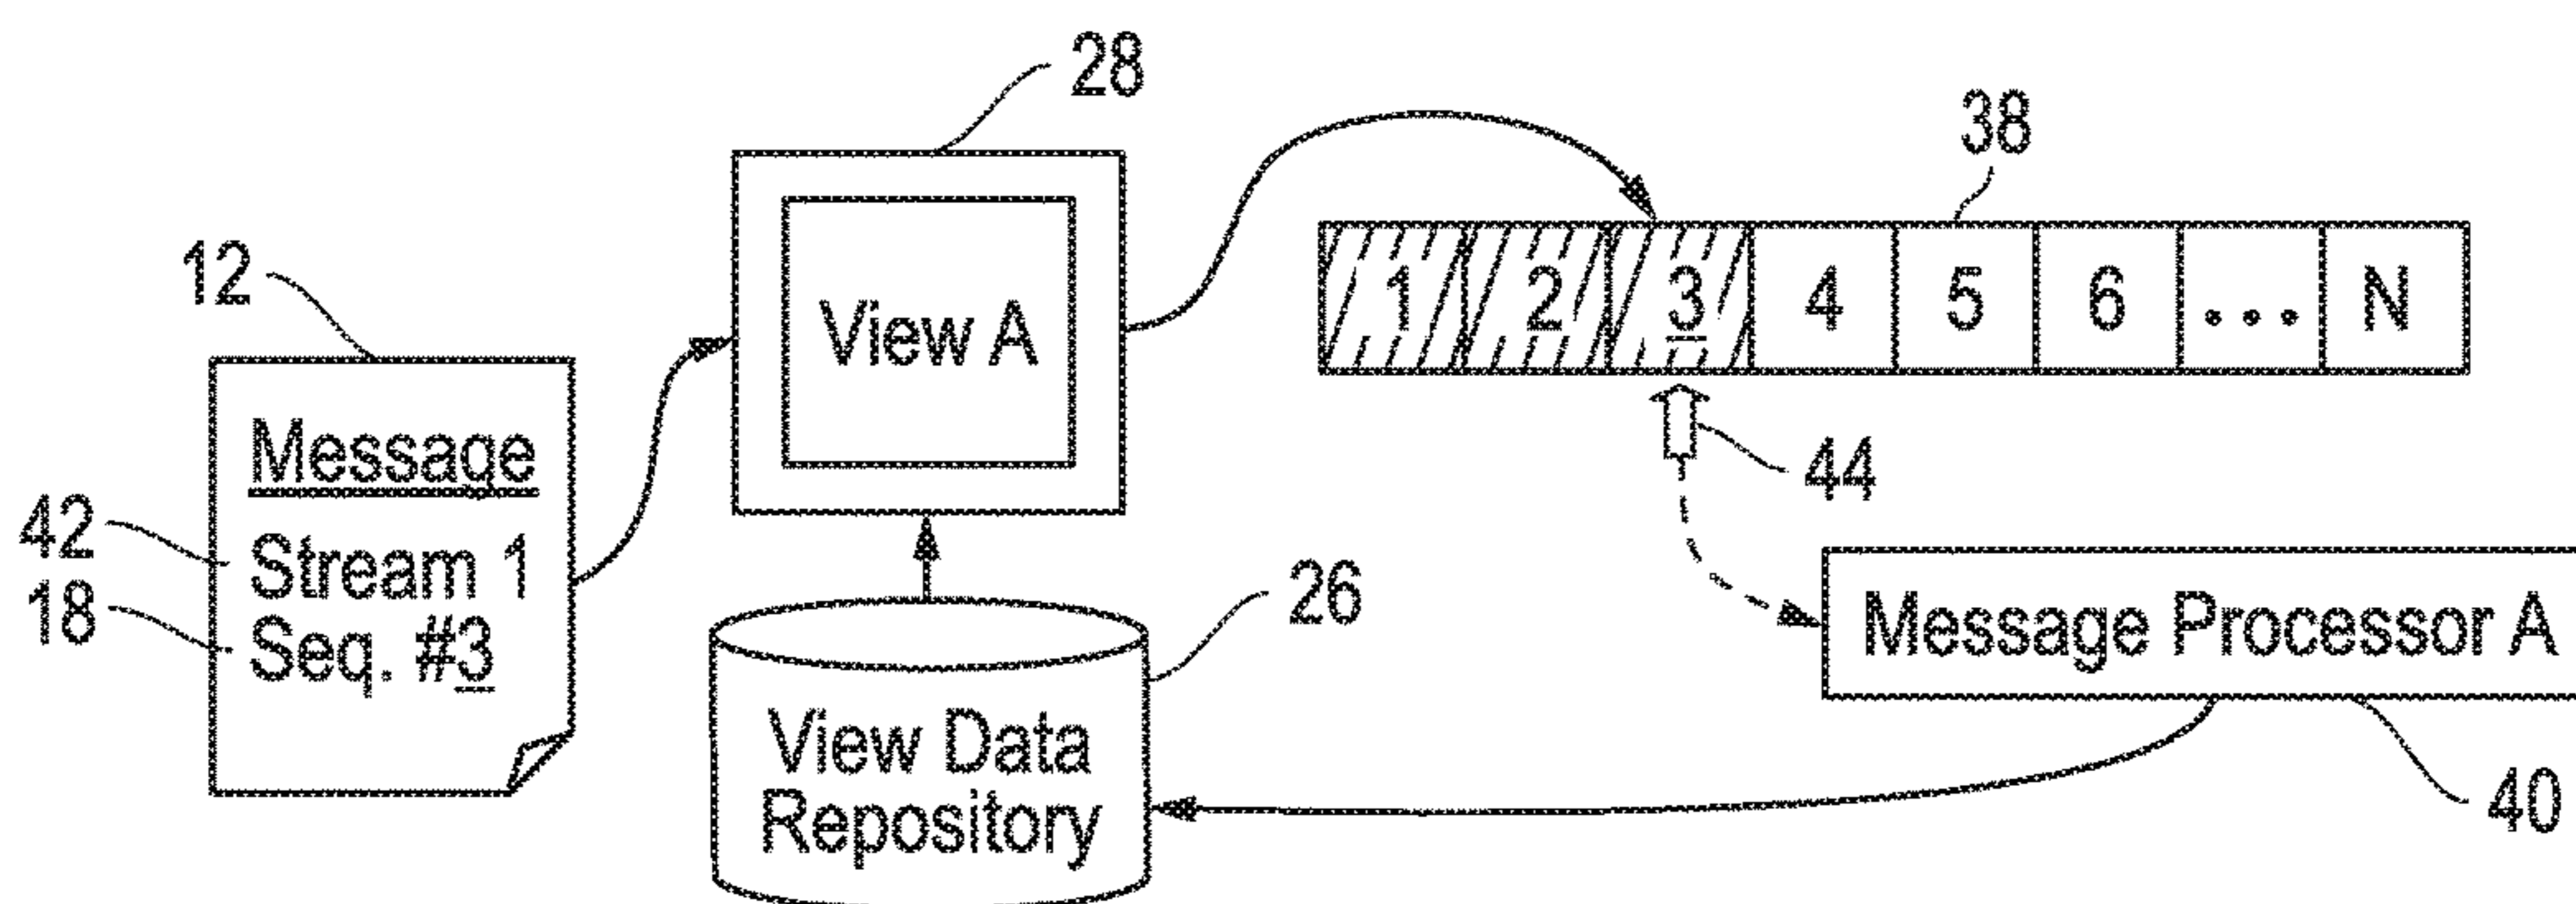 28
38
12
View A
1 2 3 4 5 6 ... N
Message
44
42
Stream 1
18
Seq. #3
26
Message Processor A
View Data
Repository
40